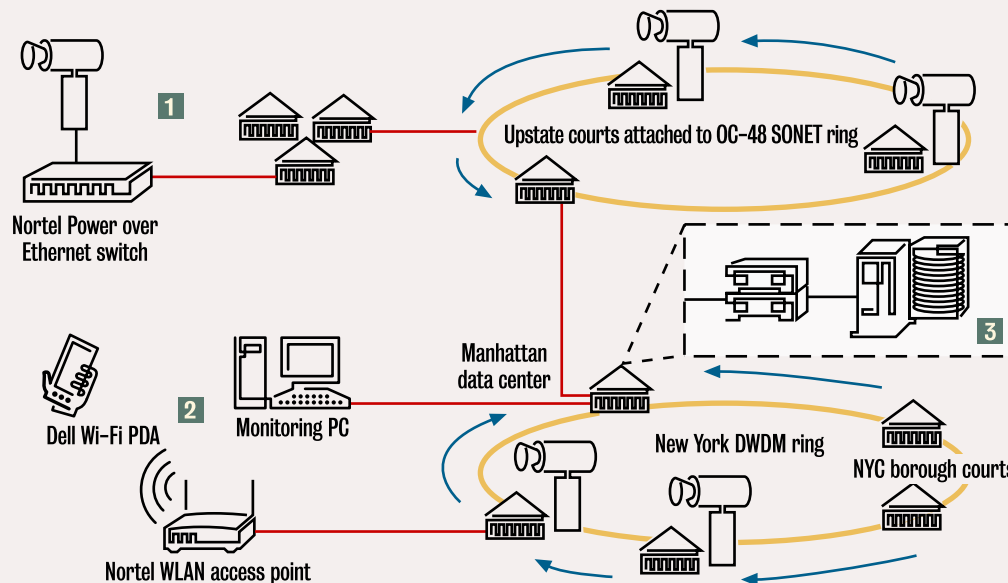 1
Upstate courts attached to OC-48 SONET ring
Nortel Power over
Ethernet switch
3
Manhattan
data center
2
Dell Wi-Fi PDA
Monitoring PC
New York DWDM ring
NYC borough courts
Nortel WLAN access point